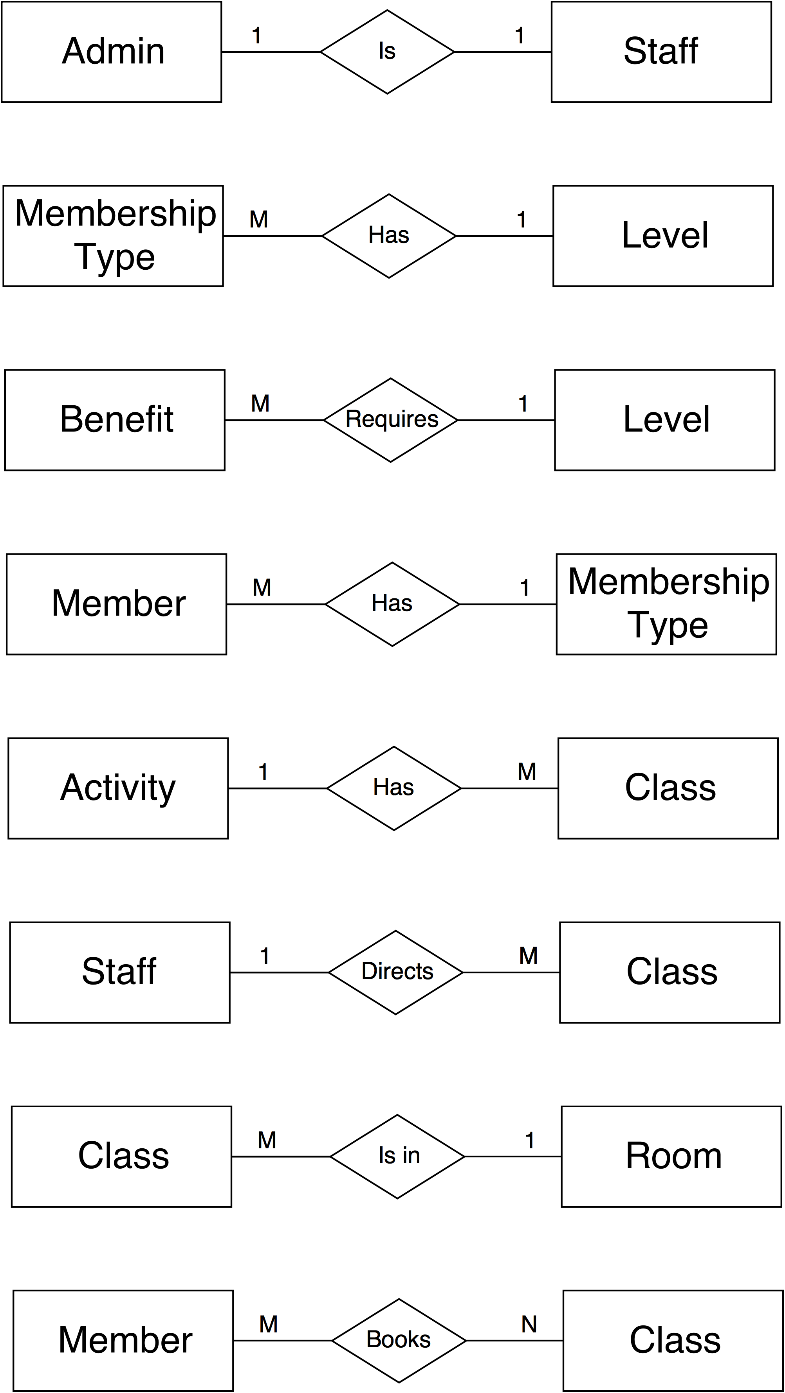 Admin 1 Is 1 Staff
Membership Type M Has 1 Level
Benefit M Requires 1 Level
Member M Has 1 Membership Type
Activity 1 Has M Class
Staff 1 Directs M Class
Class M Is in 1 Room
Member M Books N Class